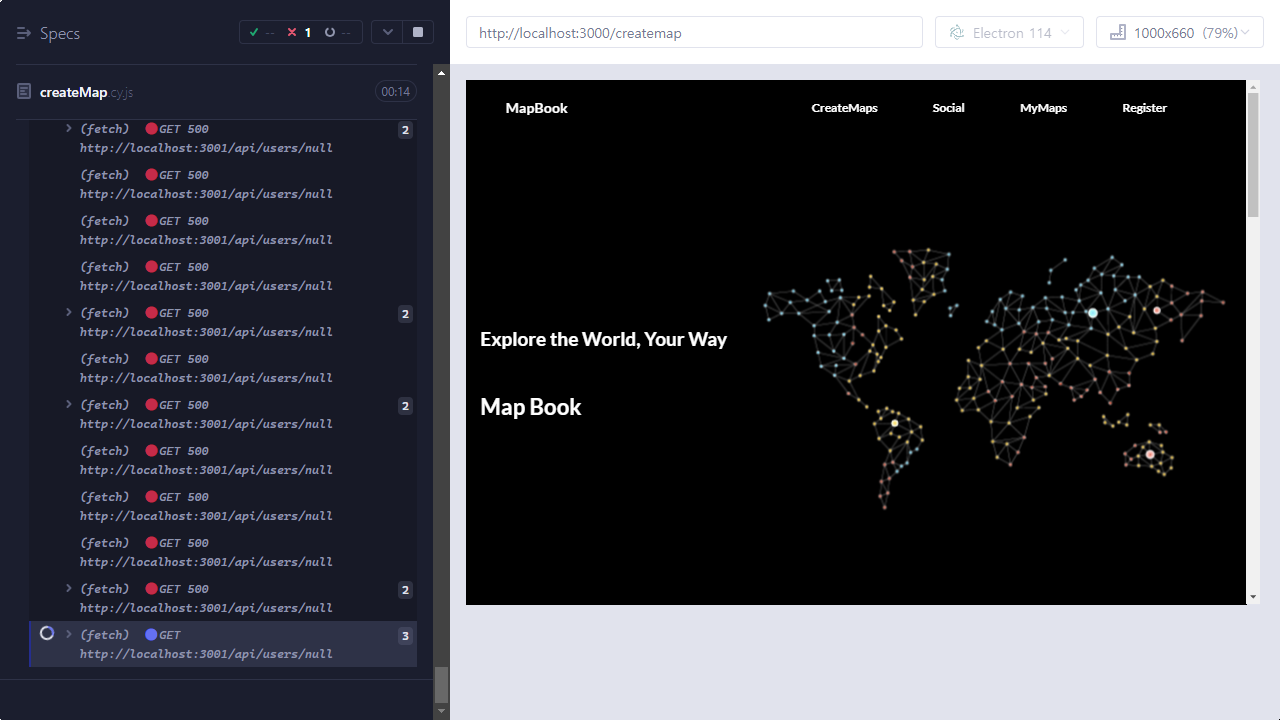 Specs
-- 1 --
createMap.cy.js 00:14
(fetch) GET 500 2
http://localhost:3001/api/users/null
(fetch) GET 500
http://localhost:3001/api/users/null
(fetch) GET 500
http://localhost:3001/api/users/null
(fetch) GET 500
http://localhost:3001/api/users/null
(fetch) GET 500 2
http://localhost:3001/api/users/null
(fetch) GET 500
http://localhost:3001/api/users/null
(fetch) GET 500 2
http://localhost:3001/api/users/null
(fetch) GET 500
http://localhost:3001/api/users/null
(fetch) GET 500
http://localhost:3001/api/users/null
(fetch) GET 500
http://localhost:3001/api/users/null
(fetch) GET 500 2
http://localhost:3001/api/users/null
(fetch) GET 3
http://localhost:3001/api/users/null
http://localhost:3000/createmap
Electron 114
1000x660 (79%)
MapBook
CreateMaps
Social
MyMaps
Register
Explore the World, Your Way
Map Book